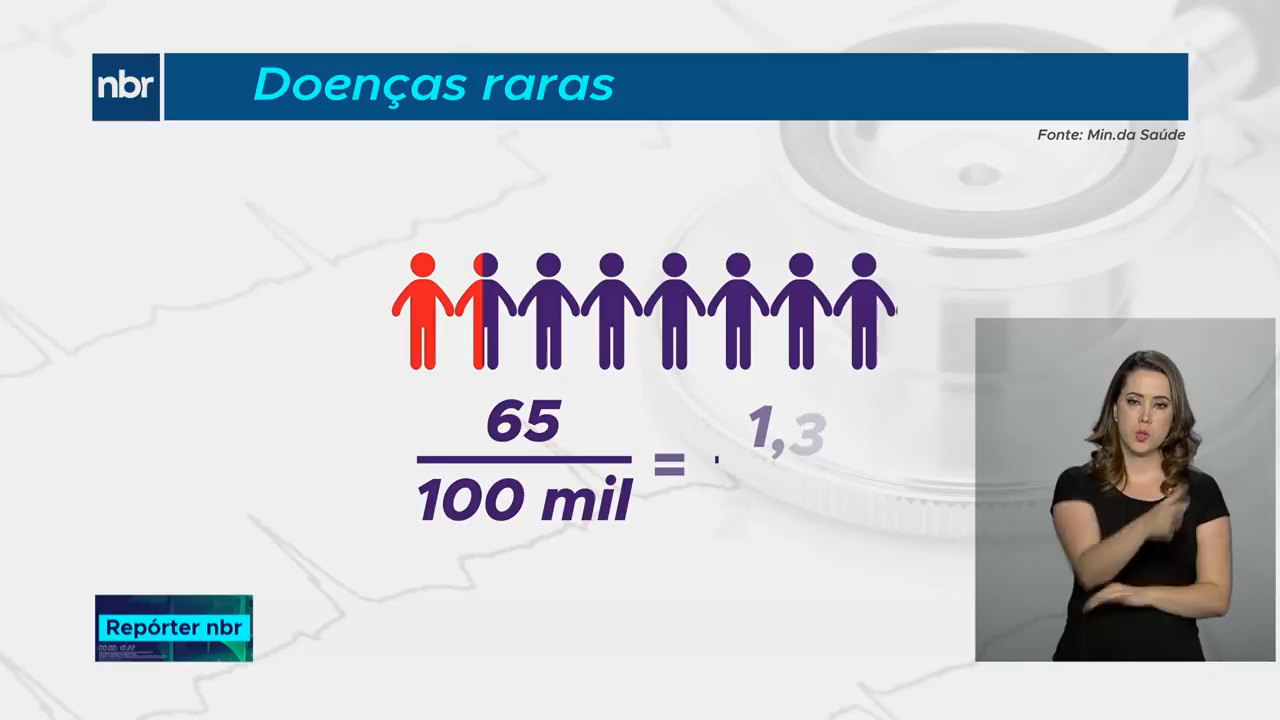 nbr
Doenças raras
Fonte: Min.da Saúde
65
100 mil
=
1,3
Repórter nbr